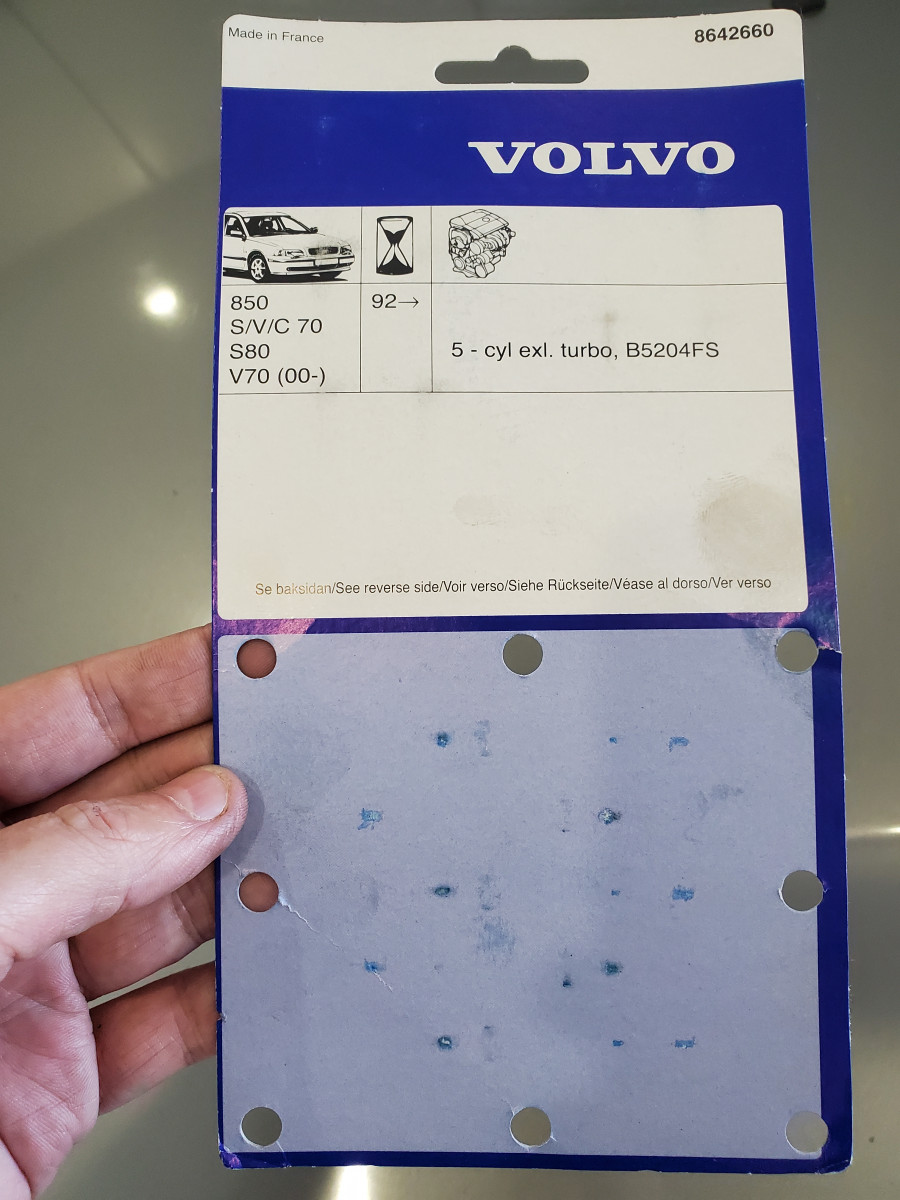 Made in France
8642660
VOLVO
850
S/V/C 70
S80
V70 (00-)
92→
5 - cyl exl. turbo, B5204FS
Se baksidan/See reverse side/Voir verso/Siehe Rückseite/Véase al dorso/Ver verso